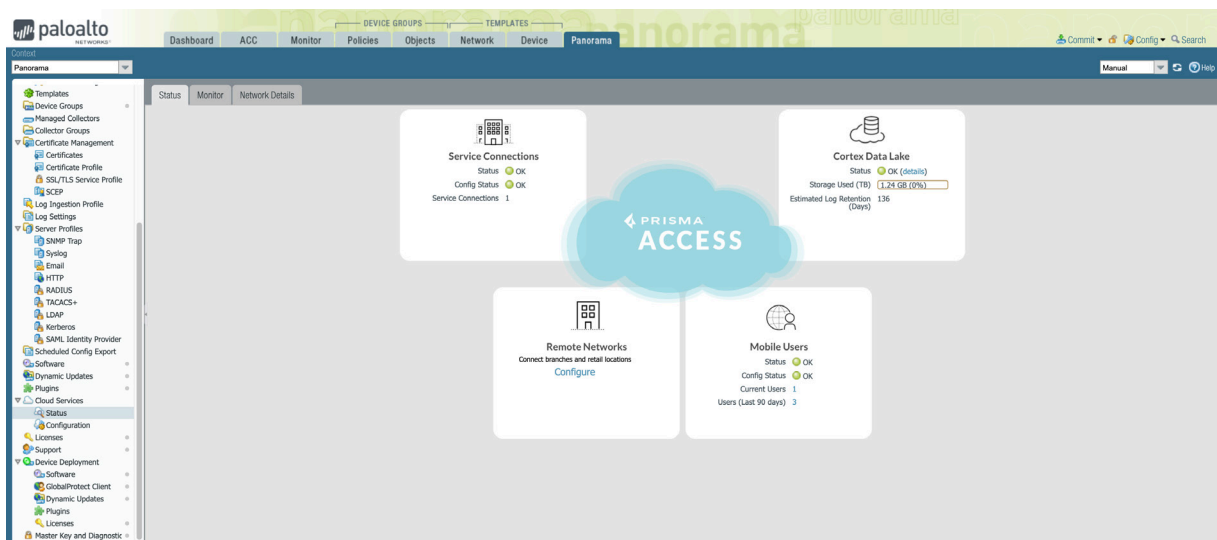 paloalto
NETWORKS
DEVICE GROUPS
TEMPLATES
Dashboard ACC Monitor Policies Objects Network Device Panorama
panorama
Commit Config Search
Context
Panorama
Manual
Help
Templates
Device Groups
Managed Collectors
Collector Groups
Certificate Management
Certificates
Certificate Profile
SSL/TLS Service Profile
SCEP
Log Ingestion Profile
Log Settings
Server Profiles
SNMP Trap
Syslog
Email
HTTP
RADIUS
TACACS+
LDAP
Kerberos
SAML Identity Provider
Scheduled Config Export
Software
Dynamic Updates
Plugins
Cloud Services
Status
Configuration
Licenses
Support
Device Deployment
Software
GlobalProtect Client
Dynamic Updates
Plugins
Licenses
Master Key and Diagnostic
Status Monitor Network Details
Service Connections
Status OK
Config Status OK
Service Connections 1
Cortex Data Lake
Status OK (details)
Storage Used (TB) 1.24 GB (0%)
Estimated Log Retention 136
(Days)
PRISMA
ACCESS
Remote Networks
Connect branches and retail locations
Configure
Mobile Users
Status OK
Config Status OK
Current Users 1
Users (Last 90 days) 3